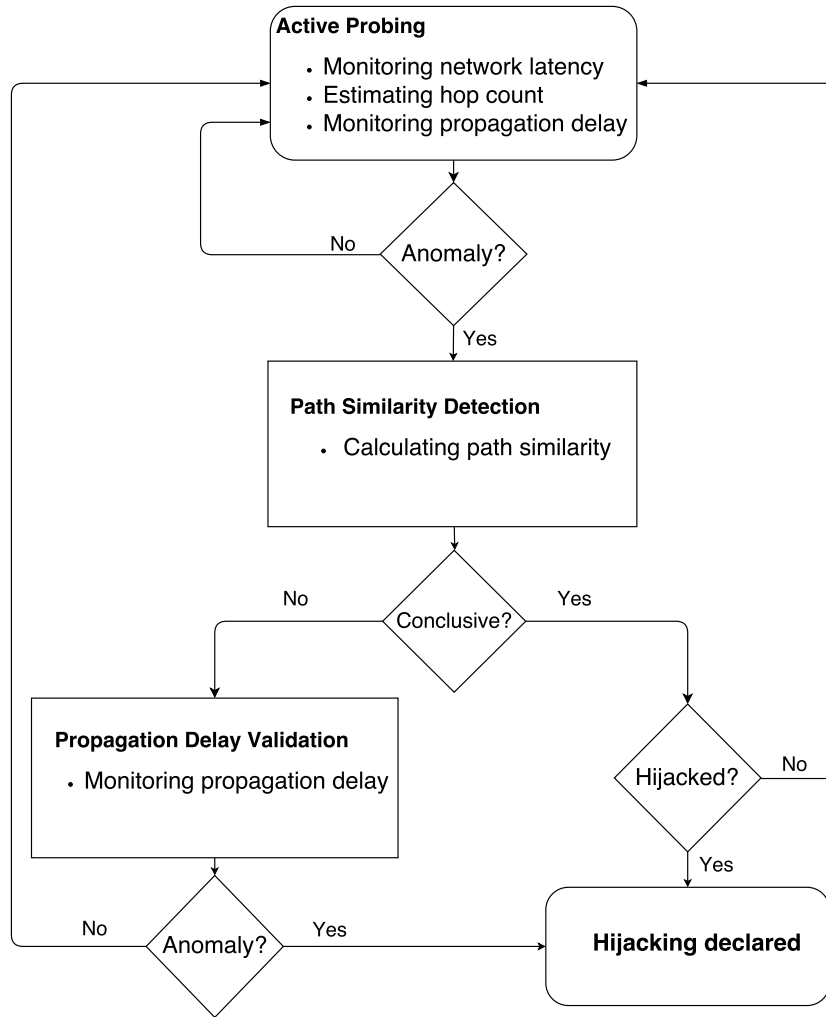 Active Probing
• Monitoring network latency
• Estimating hop count
• Monitoring propagation delay
No
Anomaly?
Yes
Path Similarity Detection
• Calculating path similarity
No
Conclusive?
Yes
Propagation Delay Validation
• Monitoring propagation delay
Hijacked?
No
Yes
No
Anomaly?
Yes
Hijacking declared